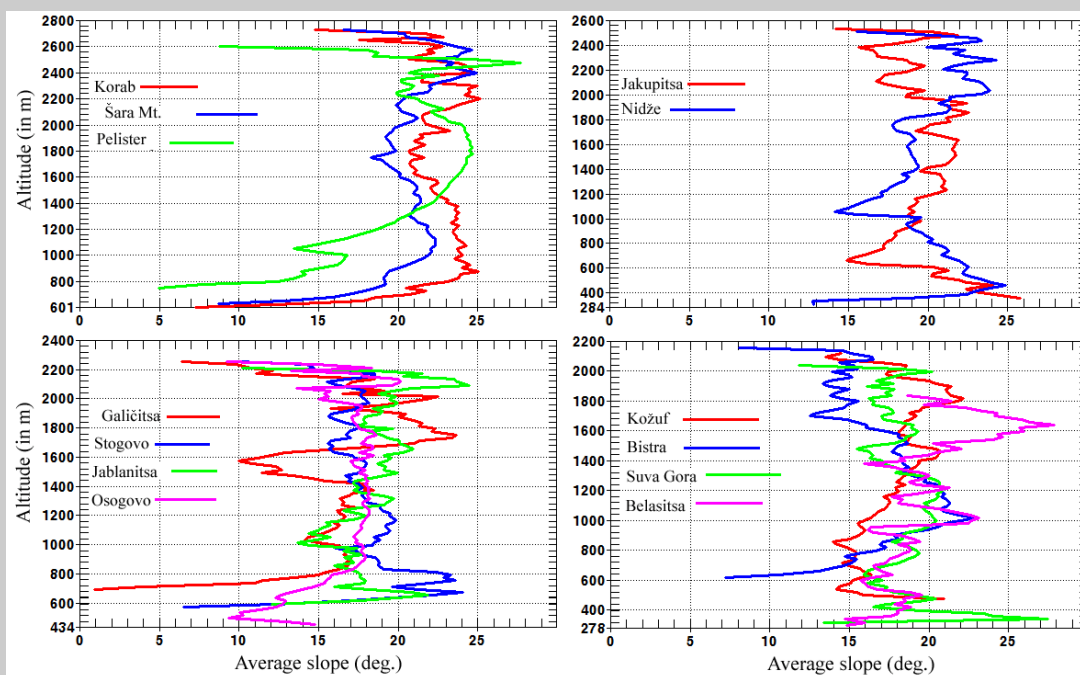 2800
2600
2400
2200
2000
1800
1600
1400
1200
1000
800
601
Altitude (in m)
Korab
Šara Mt.
Pelister
0 5 10 15 20 25
2600
2400
2200
2000
1800
1600
1400
1200
1000
800
600
400
284
Jakupitsa
Nidže
0 5 10 15 20 25
2400
2200
2000
1800
1600
1400
1200
1000
800
600
434
Altitude (in m)
Galičitsa
Stogovo
Jablanitsa
Osogovo
0 5 10 15 20 25
Average slope (deg.)
2200
2000
1800
1600
1400
1200
1000
800
600
400
278
Kožuf
Bistra
Suva Gora
Belasitsa
0 5 10 15 20 25
Average slope (deg.)